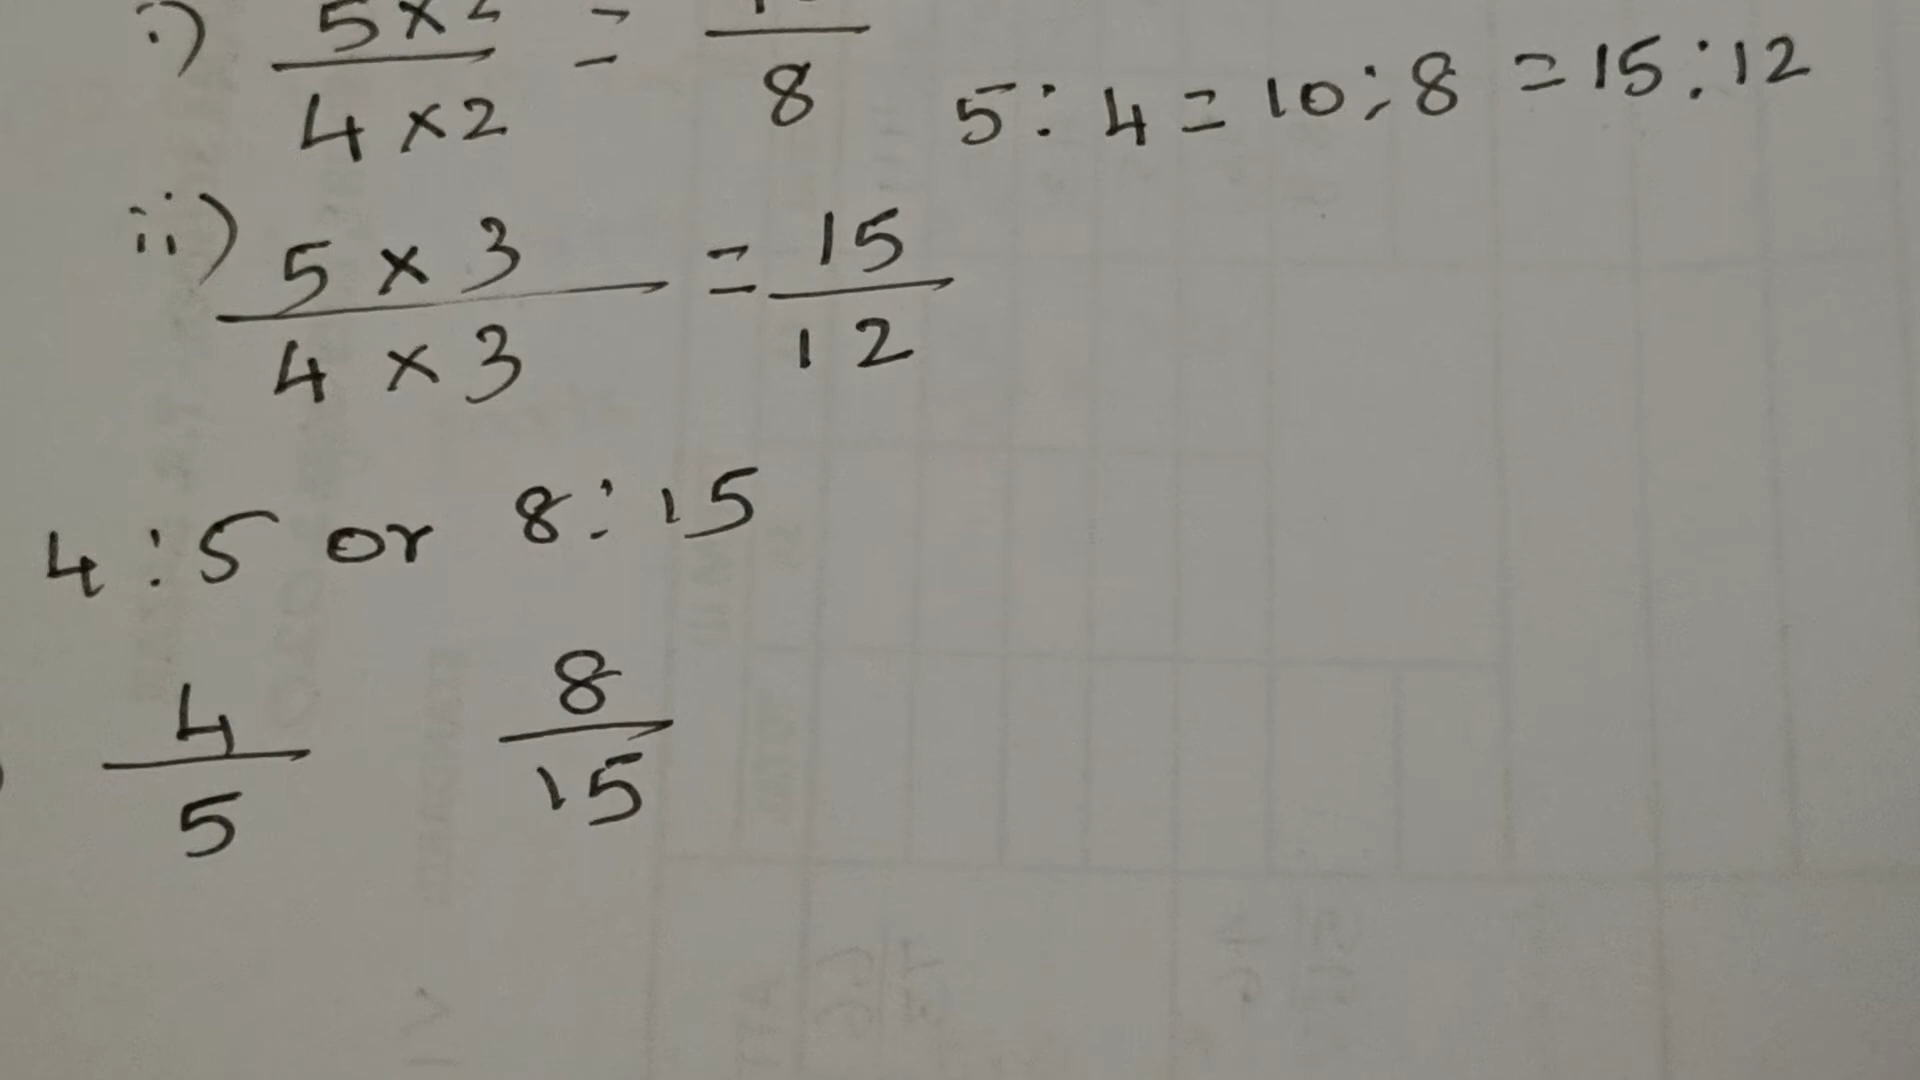 i) 5 × 2 / 4 × 2 = / 8
5 : 4 = 10 : 8 = 15 : 12
ii) 5 × 3 / 4 × 3 = 15 / 12
4 : 5 or 8 : 15
4 / 5 8 / 15